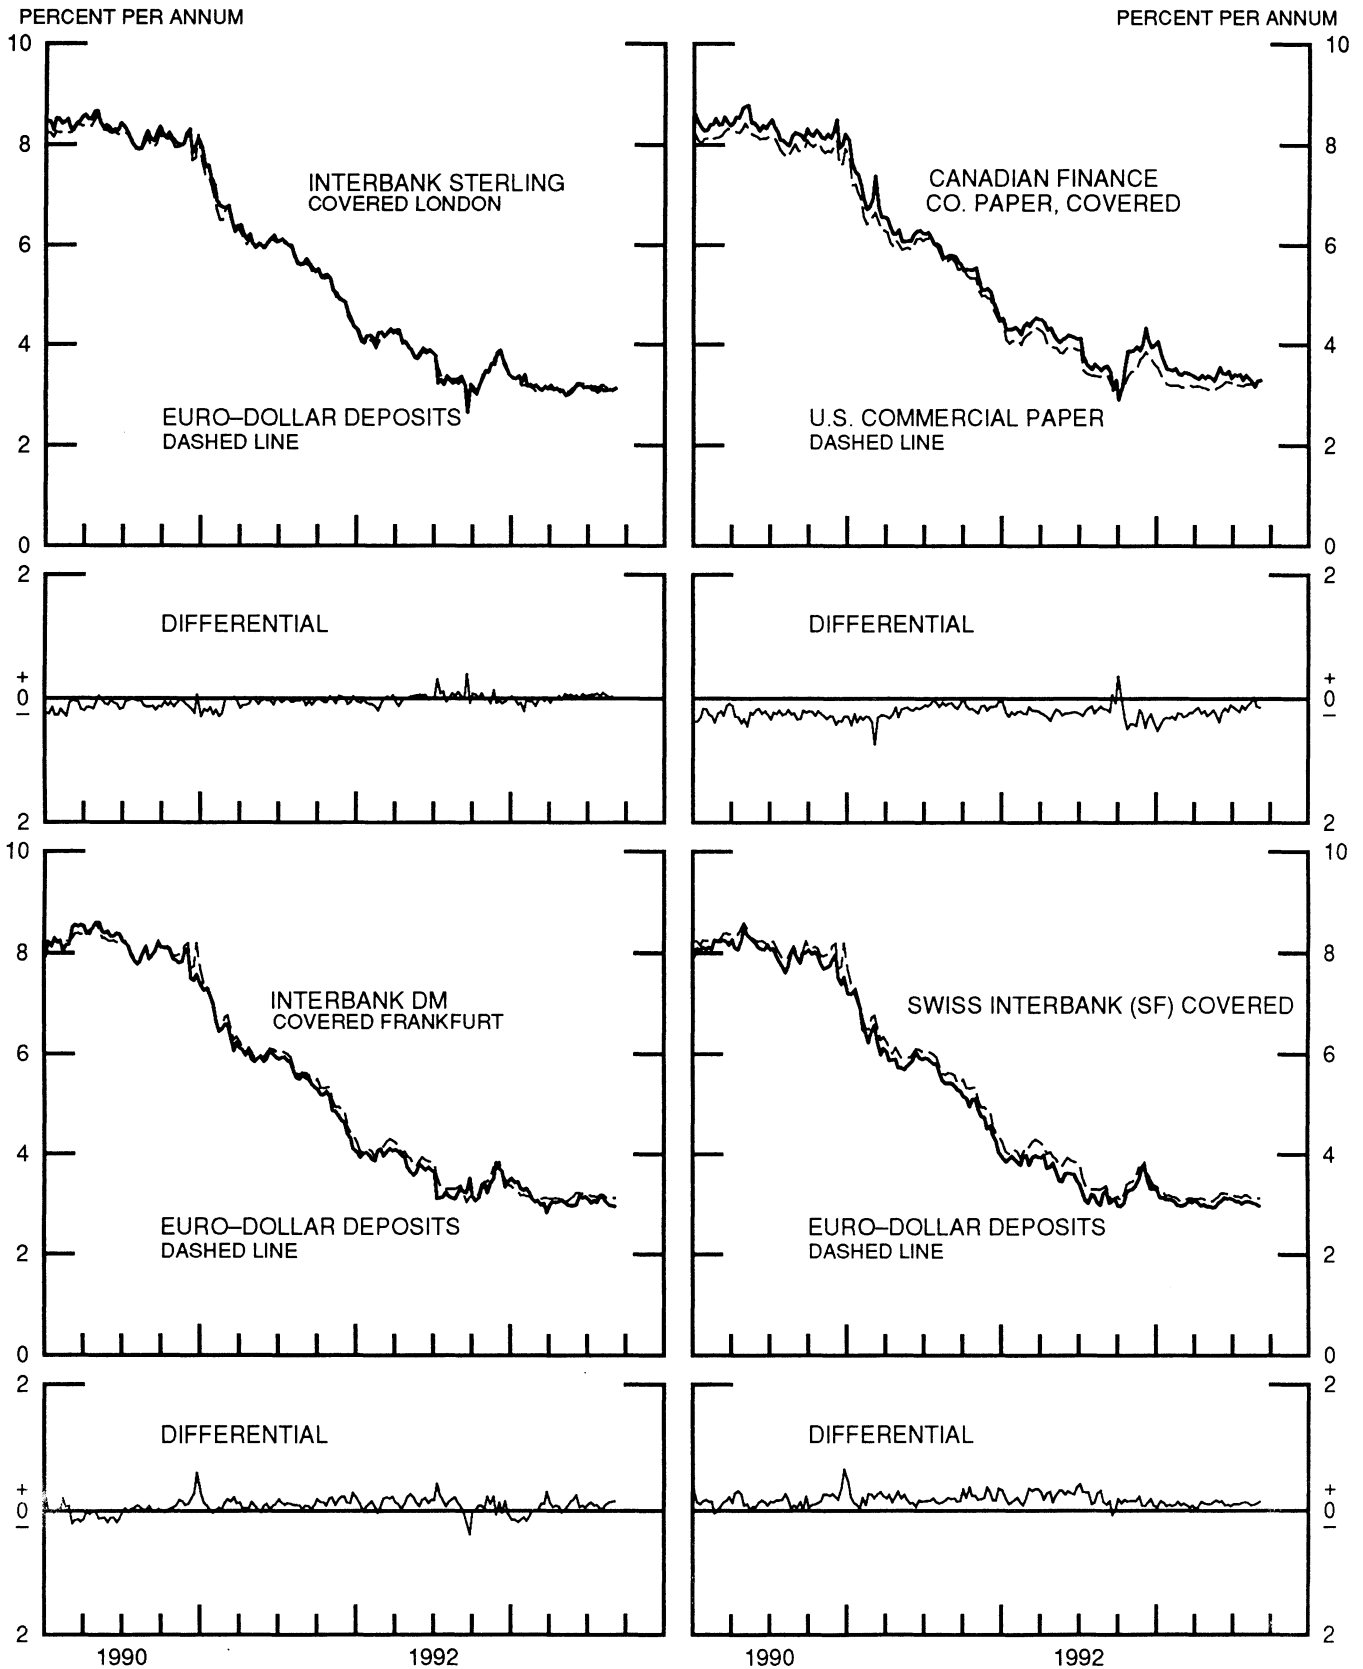 PERCENT PER ANNUM
PERCENT PER ANNUM
10
8
6
4
2
0
INTERBANK STERLING
COVERED LONDON
EURO–DOLLAR DEPOSITS
DASHED LINE
CANADIAN FINANCE
CO. PAPER, COVERED
U.S. COMMERCIAL PAPER
DASHED LINE
10
8
6
4
2
0
2
+
0
–
2
DIFFERENTIAL
DIFFERENTIAL
2
+
0
–
2
10
8
6
4
2
0
INTERBANK DM
COVERED FRANKFURT
EURO–DOLLAR DEPOSITS
DASHED LINE
SWISS INTERBANK (SF) COVERED
EURO–DOLLAR DEPOSITS
DASHED LINE
10
8
6
4
2
0
2
+
0
–
2
DIFFERENTIAL
DIFFERENTIAL
2
+
0
–
2
1990
1992
1990
1992